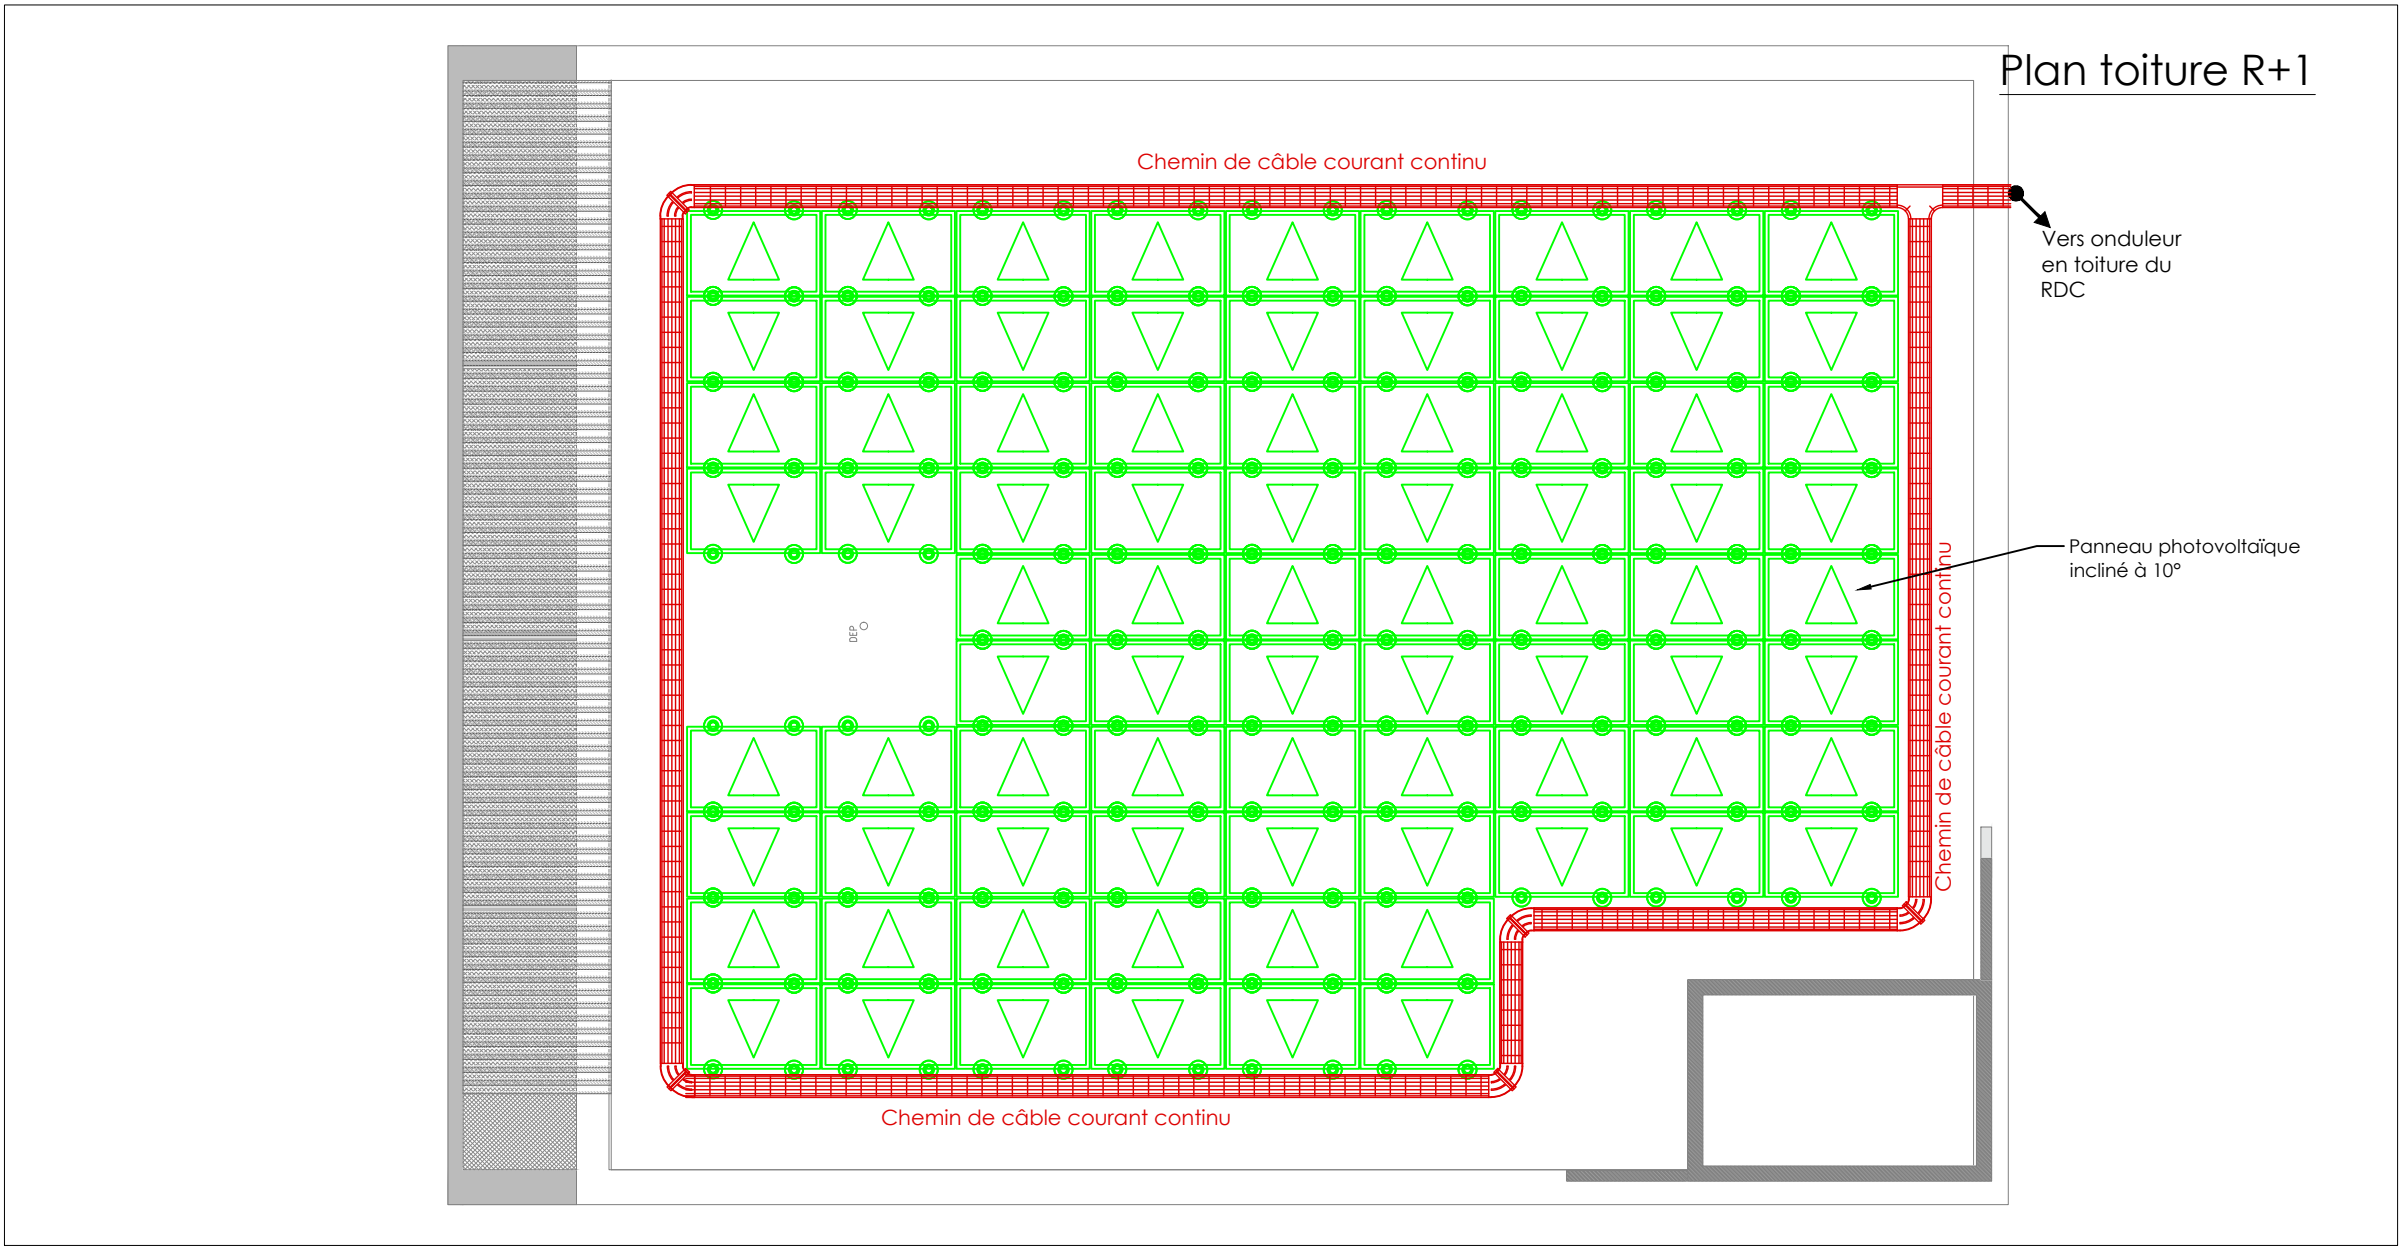 Plan toiture R+1
Chemin de câble courant continu
Vers onduleur
en toiture du
RDC
Panneau photovoltaïque
incliné à 10°
Chemin de câble courant continu
DEP
Chemin de câble courant continu